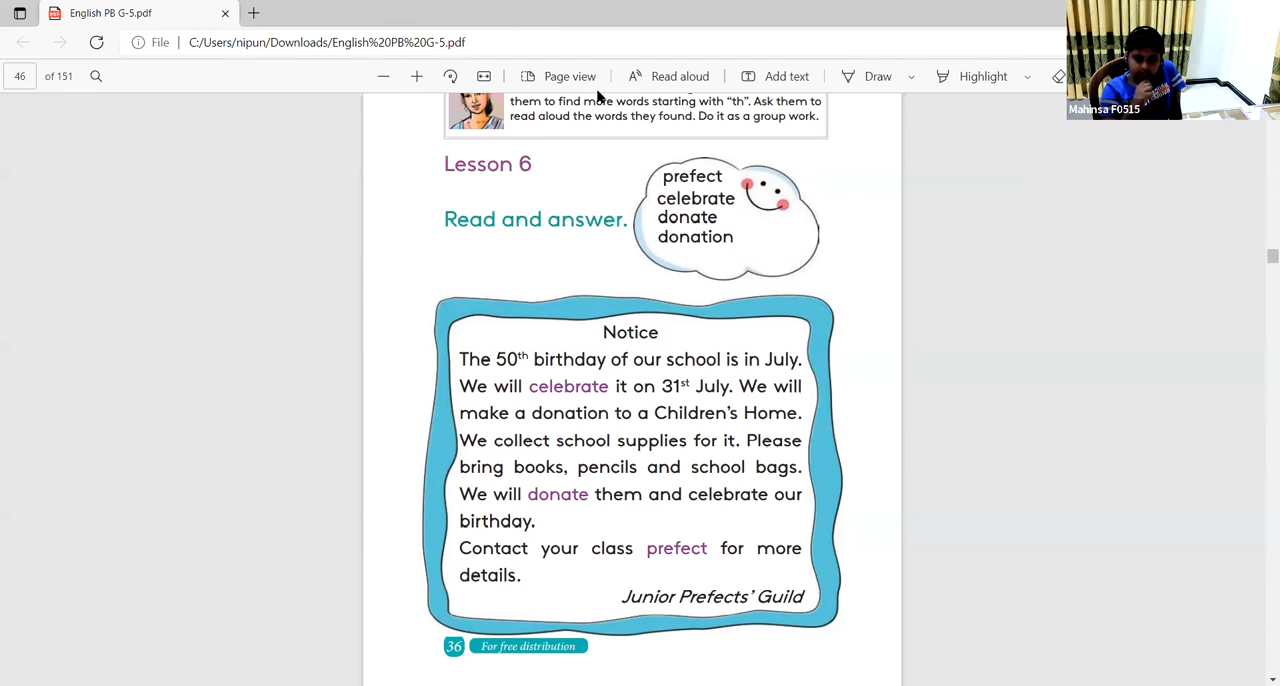 English PB G-5.pdf
File | C:/Users/nipun/Downloads/English%20PB%20G-5.pdf
46 of 151
Page view
Read aloud
Add text
Draw
Highlight
Mahinsa F0515
them to find more words starting with “th”. Ask them to
read aloud the words they found. Do it as a group work.
Lesson 6
Read and answer.
prefect
celebrate
donate
donation
Notice
The 50th birthday of our school is in July.
We will celebrate it on 31st July. We will
make a donation to a Children’s Home.
We collect school supplies for it. Please
bring books, pencils and school bags.
We will donate them and celebrate our
birthday.
Contact your class prefect for more
details.
Junior Prefects’ Guild
36 For free distribution